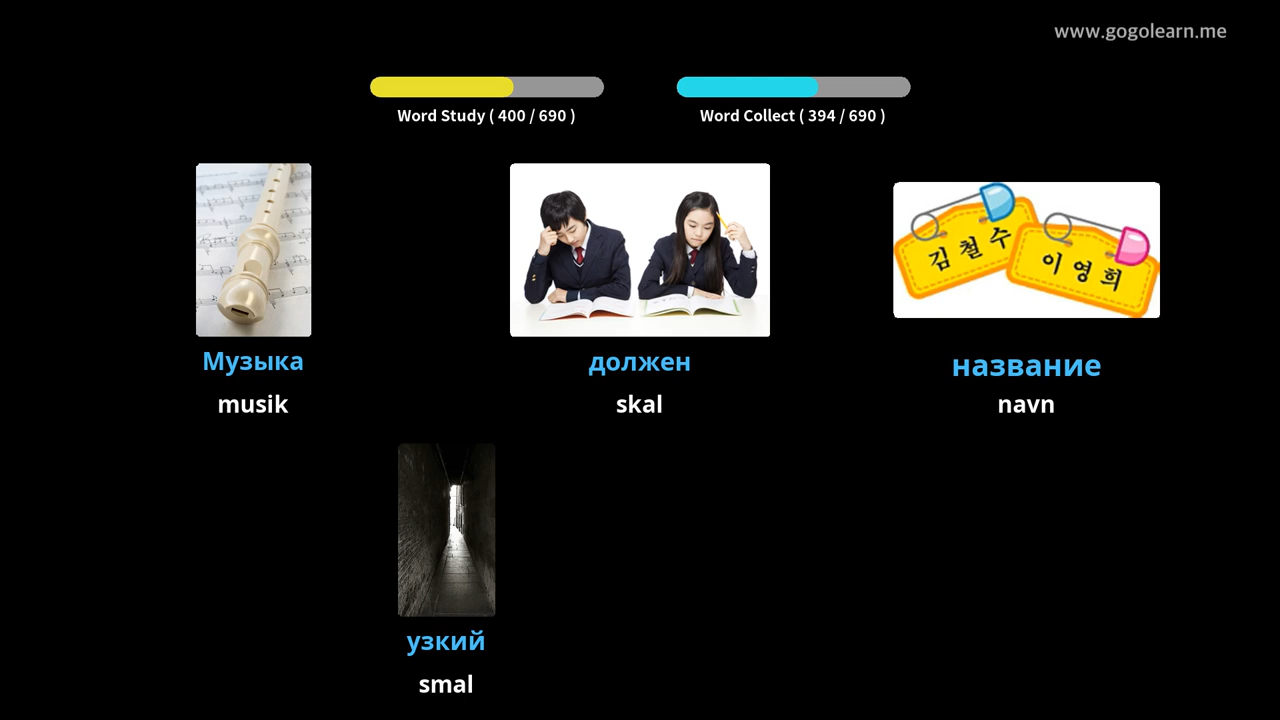 www.gogolearn.me
Word Study ( 400 / 690 )
Word Collect ( 394 / 690 )
김철수
이영희
Музыка
должен
название
musik
skal
navn
узкий
smal